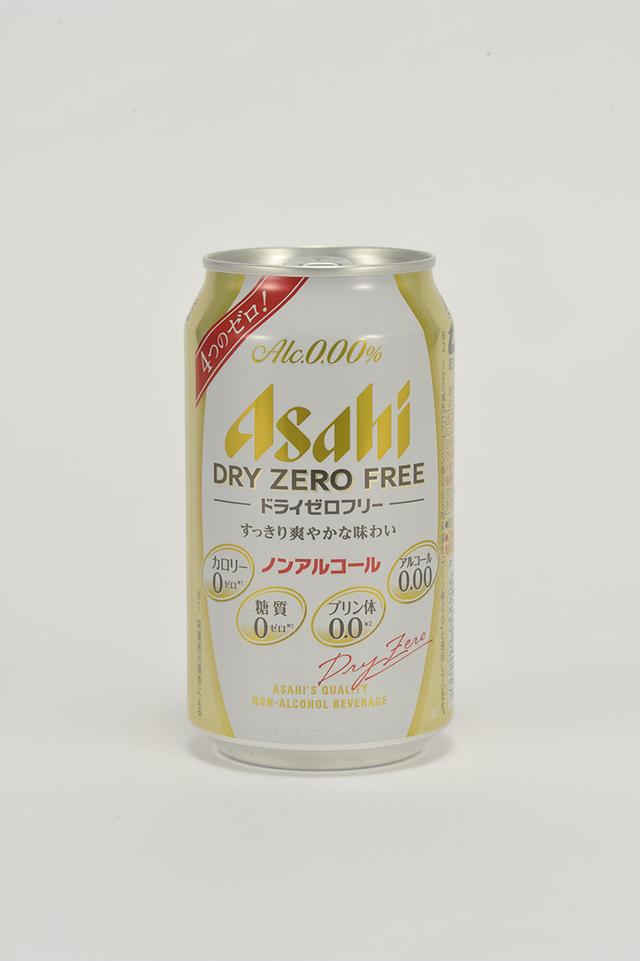 4つのゼロ!
Alc.0.00%
Asahi
DRY ZERO FREE
ドライゼロフリー
すっきり爽やかな味わい
ノンアルコール
カロリー
0ゼロ※1
アルコール
0.00
糖質
0ゼロ※1
プリン体
0.0※2
Dry Zero
ASAHI'S QUALITY
NON-ALCOHOL BEVERAGE